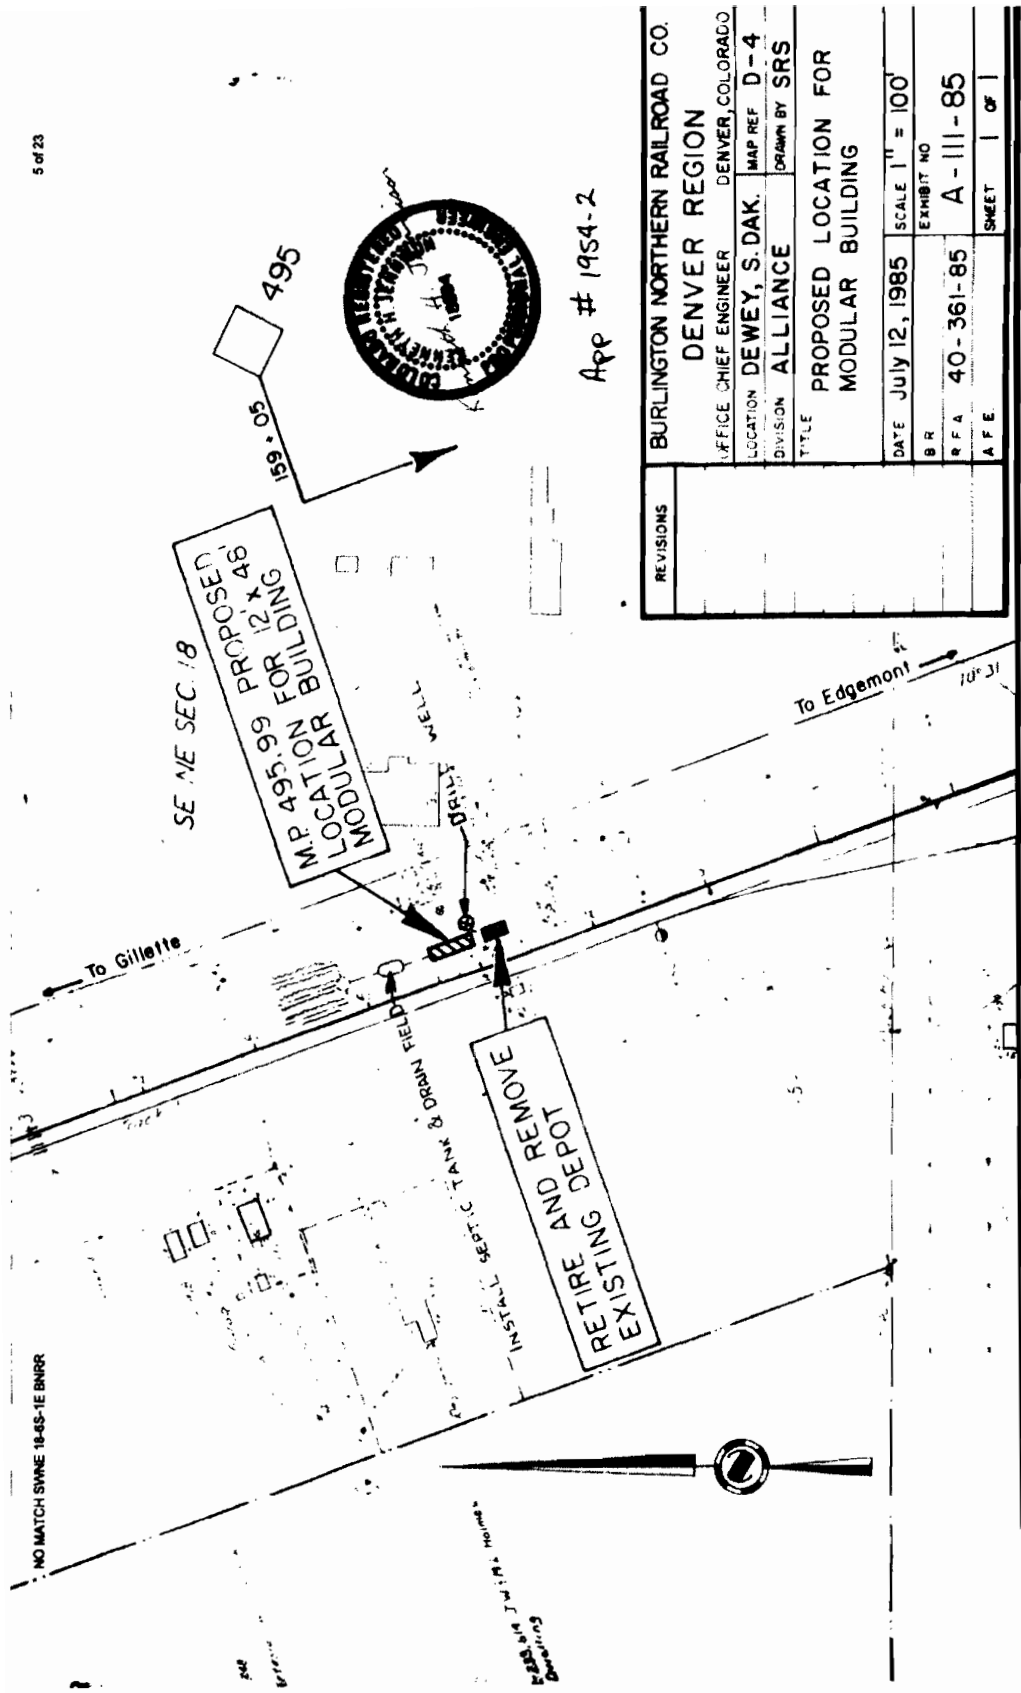 5 of 23
NO MATCH SWNE 18-6S-1E BNRR
SE NE SEC. 18
M.P. 495.99 PROPOSED
LOCATION FOR 12' X 48'
MODULAR BUILDING
159 + 05
495
App # 1954-2
To Gillette
DRILL WELL
INSTALL SEPTIC TANK & DRAIN FIELD
RETIRE AND REMOVE
EXISTING DEPOT
To Edgemont
Dwelling
REVISIONS
BURLINGTON NORTHERN RAILROAD CO.
DENVER REGION
OFFICE CHIEF ENGINEER DENVER, COLORADO
LOCATION DEWEY, S. DAK. MAP REF D-4
DIVISION ALLIANCE DRAWN BY SRS
TITLE
PROPOSED LOCATION FOR
MODULAR BUILDING
DATE July 12, 1985 SCALE 1" = 100'
B R EXHIBIT NO
R F A 40-361-85 A-111-85
A F E SHEET 1 OF 1